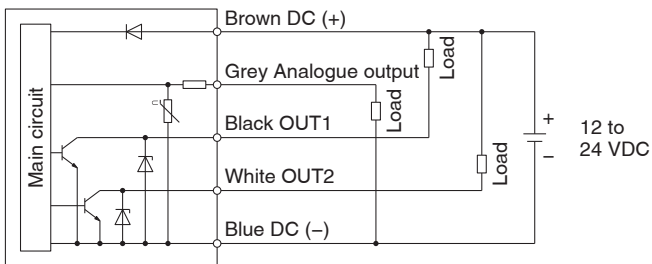 Brown DC (+)
Grey Analogue output
Black OUT1
White OUT2
Blue DC (−)
Main circuit
Load
Load
Load
+
−
12 to
24 VDC